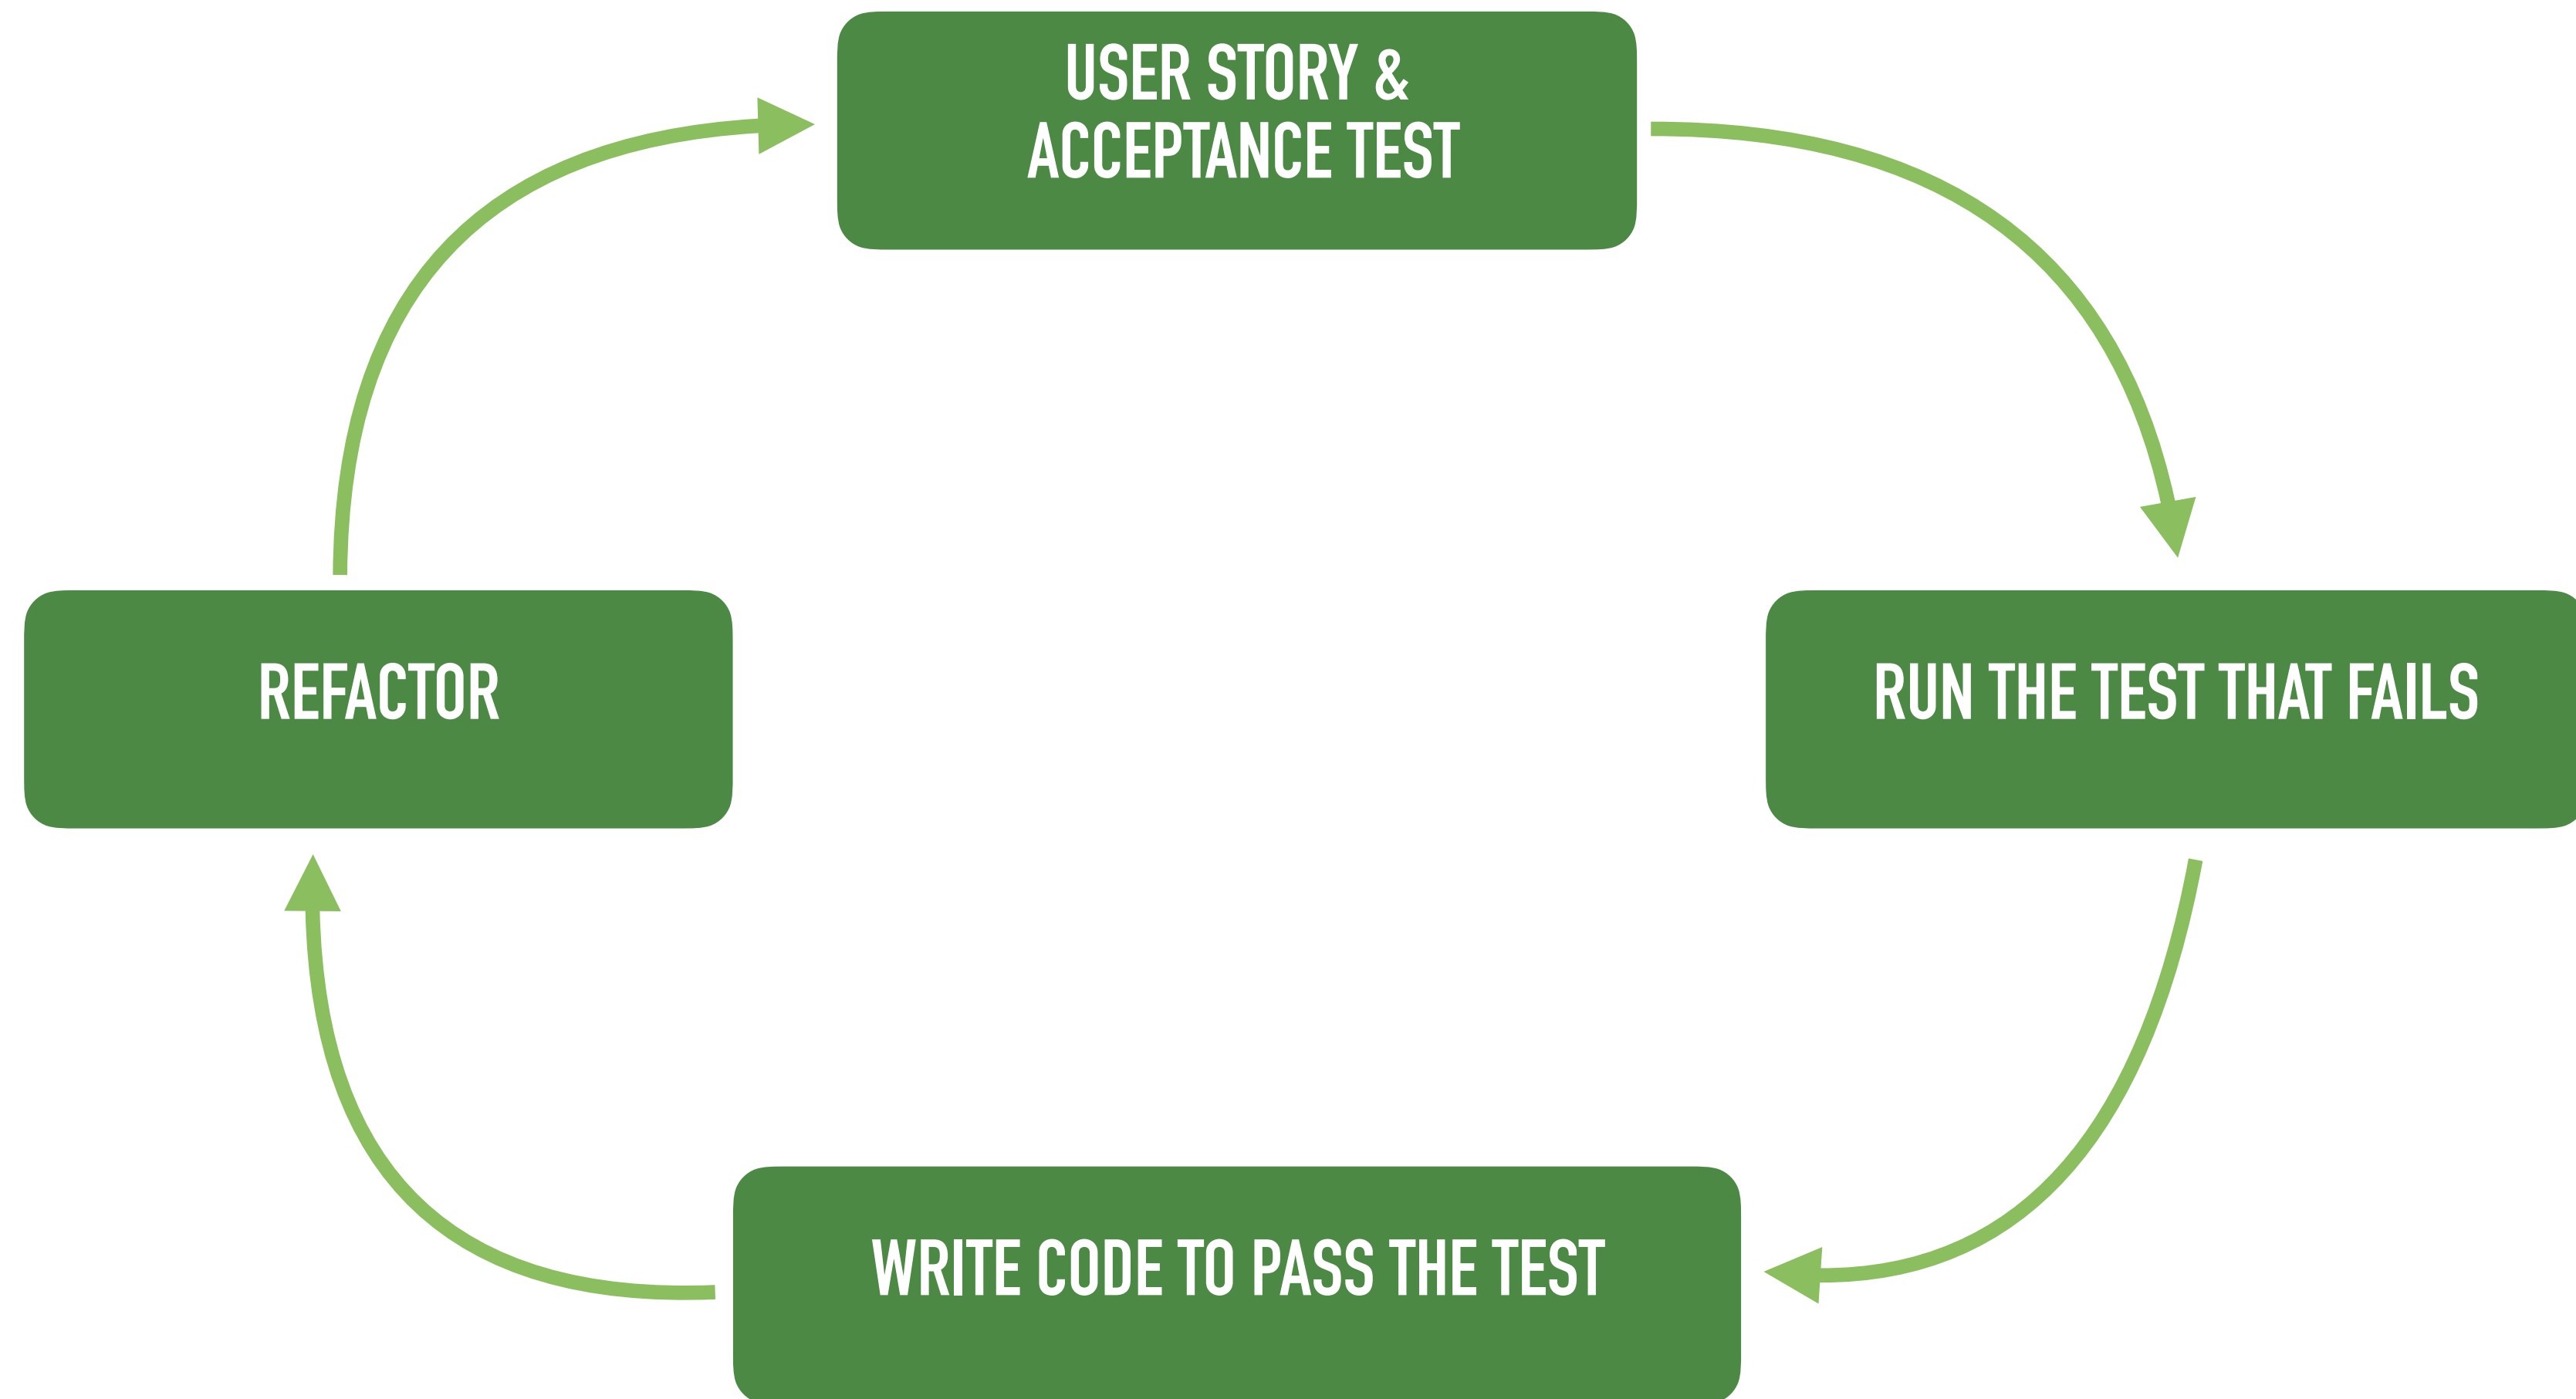 USER STORY &
ACCEPTANCE TEST
REFACTOR
RUN THE TEST THAT FAILS
WRITE CODE TO PASS THE TEST